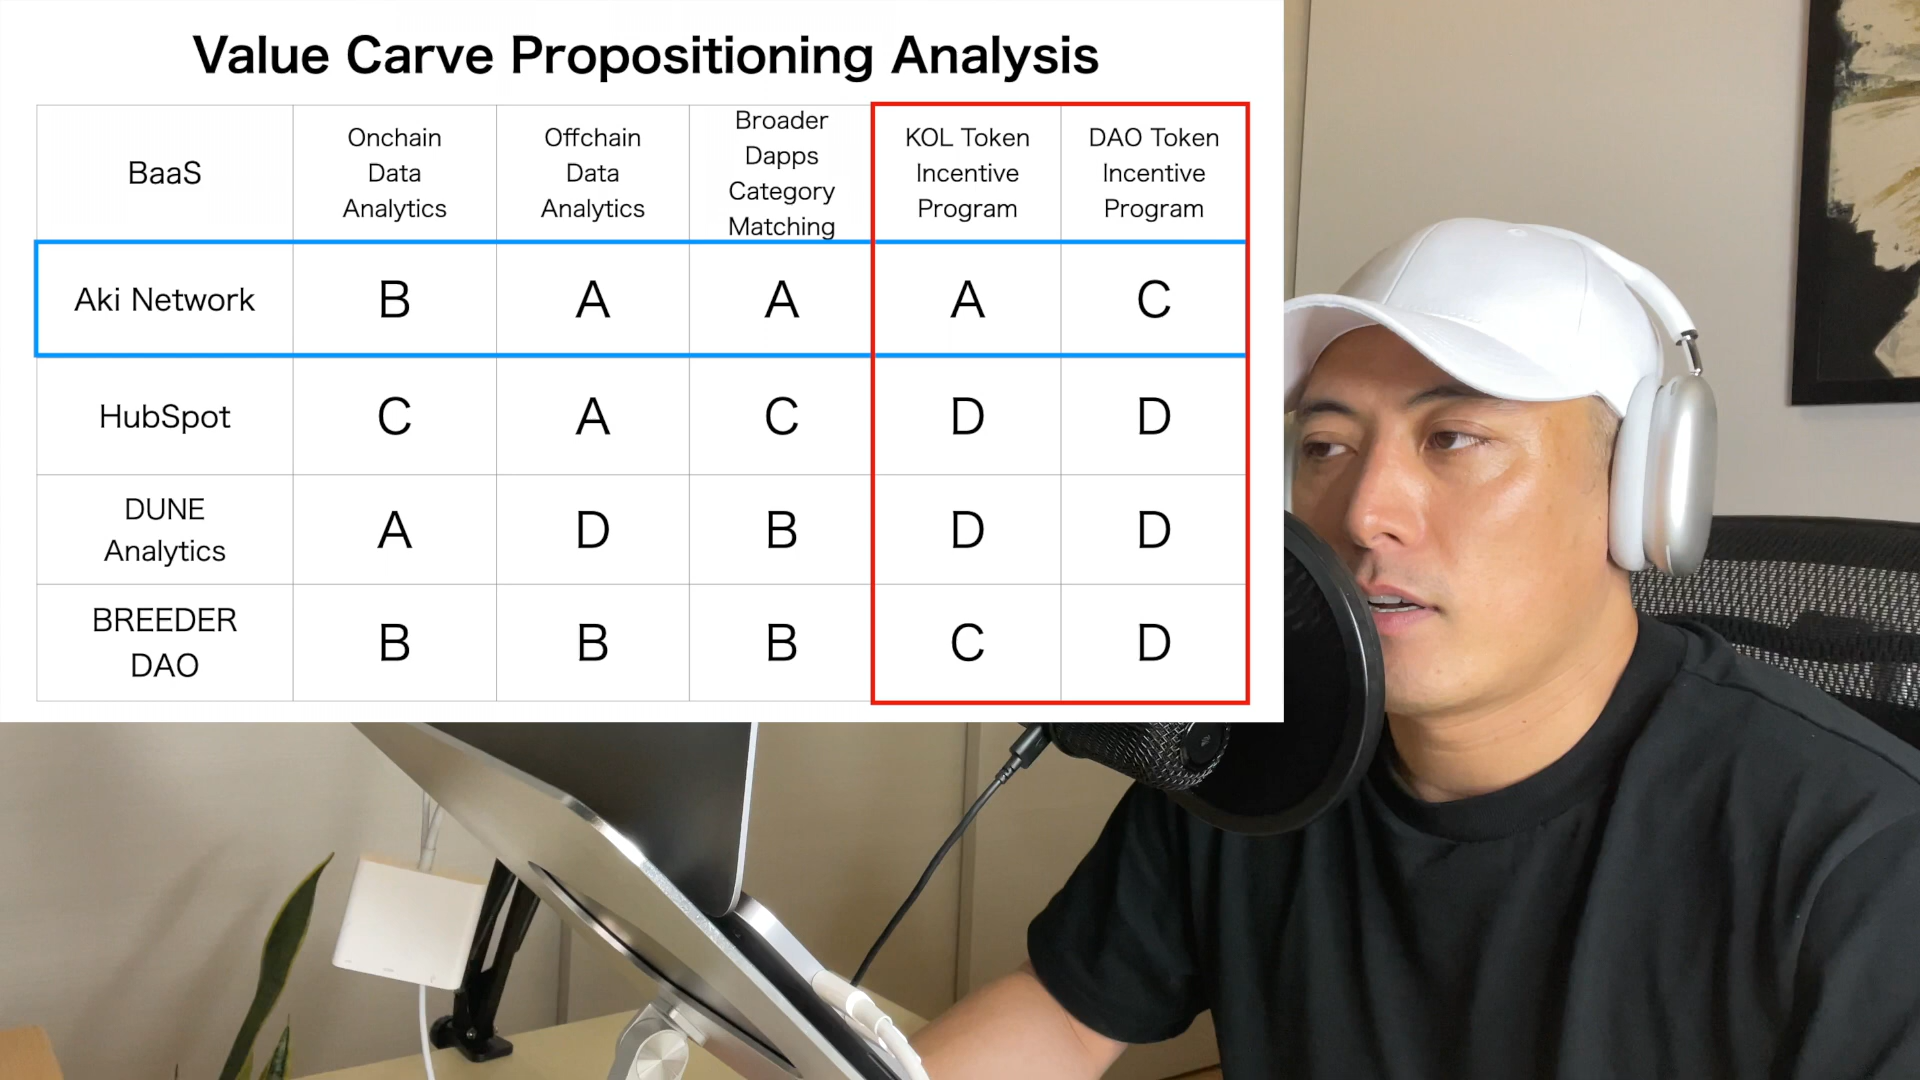 Value Carve Propositioning Analysis
BaaS
Onchain
Data
Analytics
Offchain
Data
Analytics
Broader
Dapps
Category
Matching
KOL Token
Incentive
Program
DAO Token
Incentive
Program
Aki Network
B
A
A
A
C
HubSpot
C
A
C
D
D
DUNE
Analytics
A
D
B
D
D
BREEDER
DAO
B
B
B
C
D